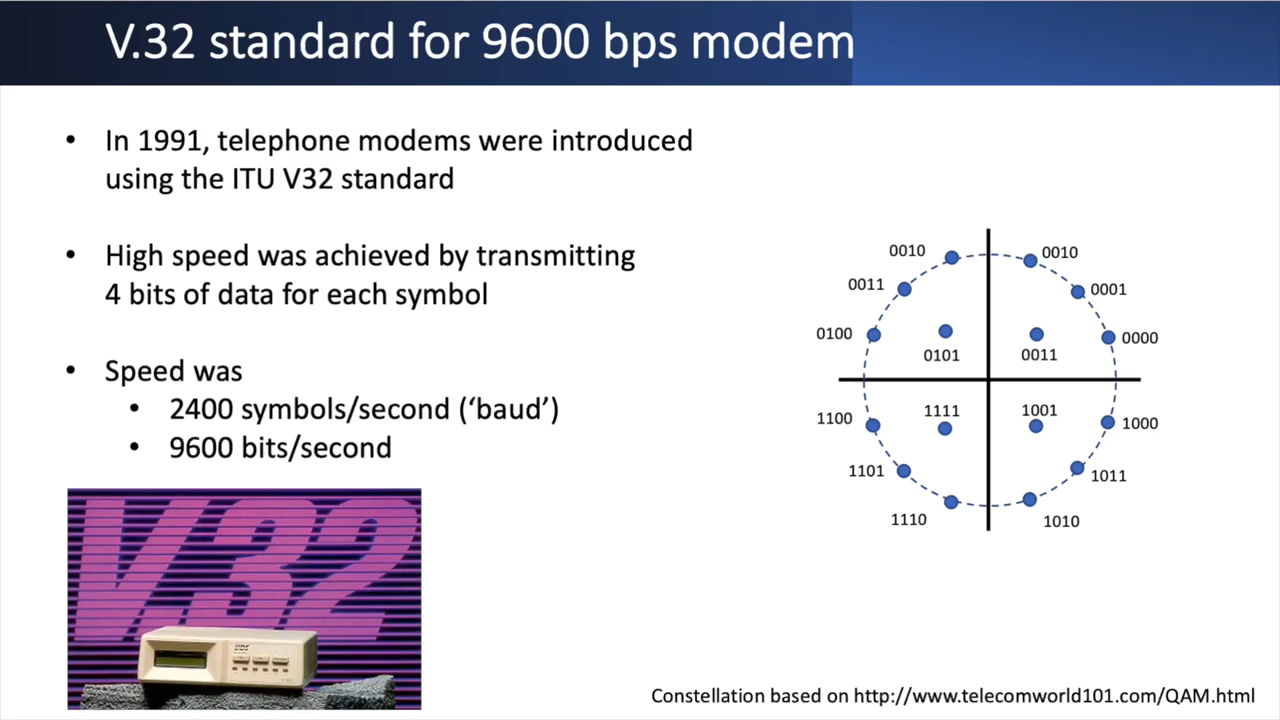 V.32 standard for 9600 bps modem
• In 1991, telephone modems were introduced
using the ITU V32 standard
• High speed was achieved by transmitting
4 bits of data for each symbol
• Speed was
• 2400 symbols/second (‘baud’)
• 9600 bits/second
0010
0010
0011
0001
0100
0000
0101
0011
1100
1111
1001
1000
1101
1011
1110
1010
V.32
UDS
Constellation based on http://www.telecomworld101.com/QAM.html